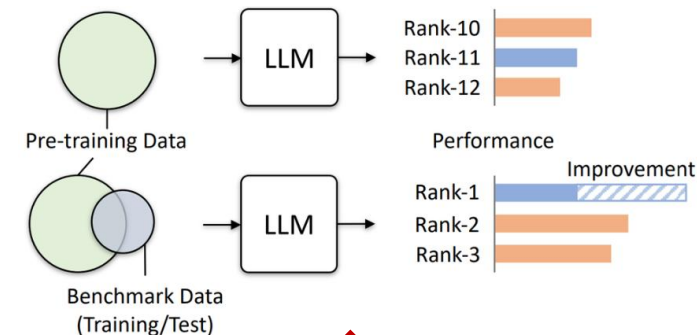 LLM
Rank-10
Rank-11
Rank-12
Pre-training Data
Performance
Improvement
LLM
Rank-1
Rank-2
Rank-3
Benchmark Data
(Training/Test)